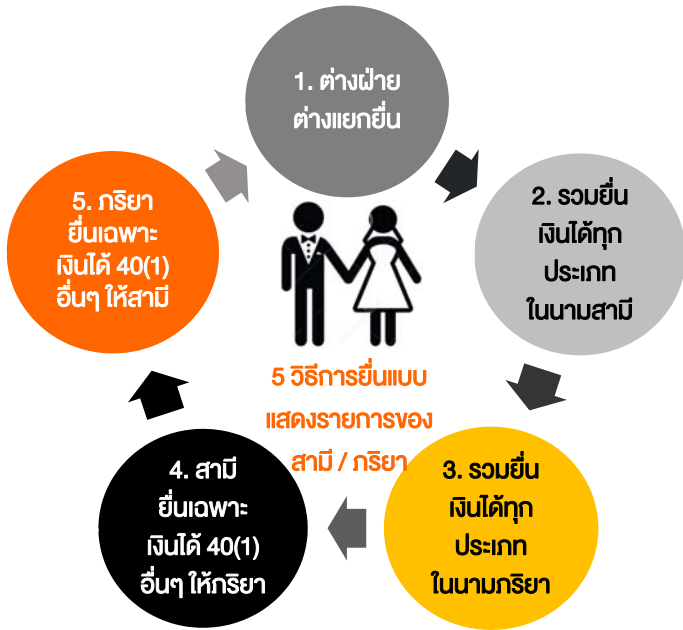 1. ต่างฝ่าย
ต่างแยกยื่น
2. รวมยื่น
เงินได้ทุก
ประเภท
ในนามสามี
3. รวมยื่น
เงินได้ทุก
ประเภท
ในนามภริยา
4. สามี
ยื่นเฉพาะ
เงินได้ 40(1)
อื่นๆ ให้ภริยา
5. ภริยา
ยื่นเฉพาะ
เงินได้ 40(1)
อื่นๆ ให้สามี
5 วิธีการยื่นแบบ
แสดงรายการของ
สามี / ภริยา